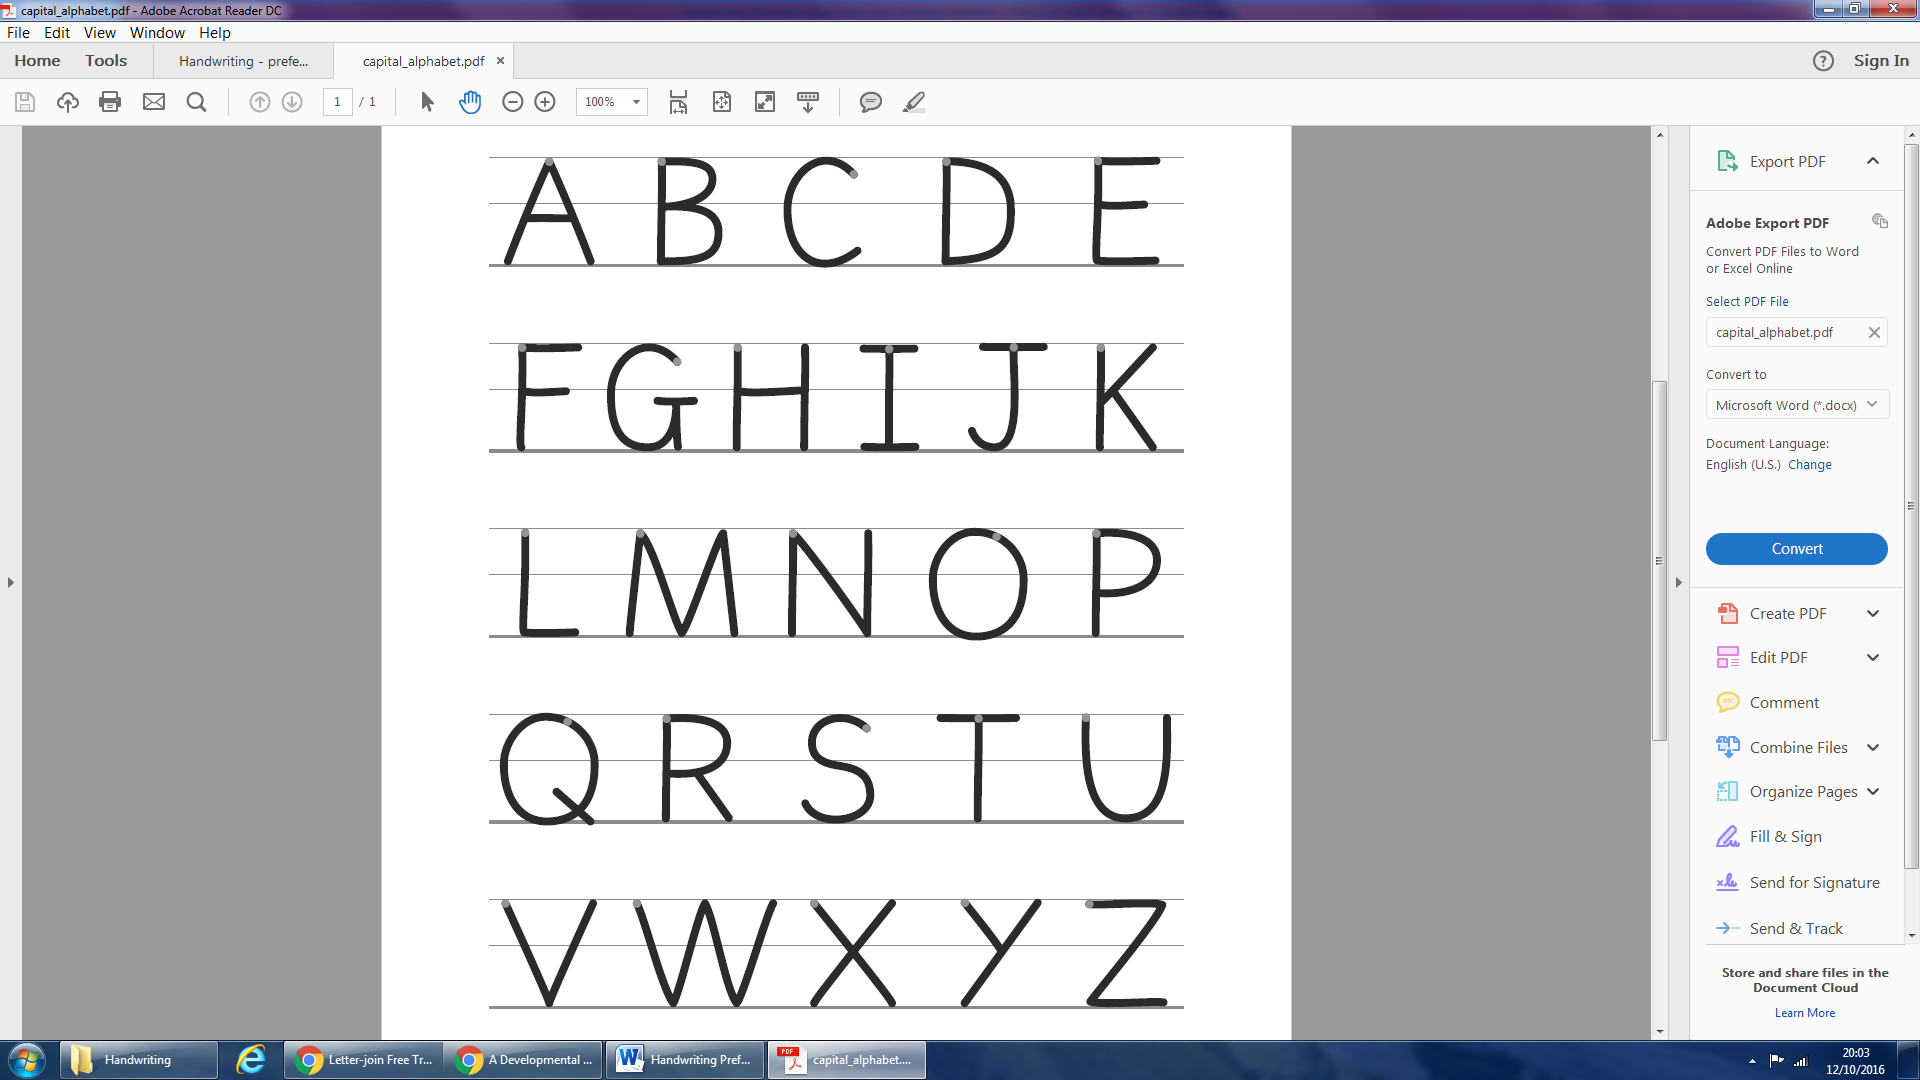 capital_alphabet.pdf - Adobe Acrobat Reader DC
File Edit View Window Help
Home Tools Handwriting - prefe... capital_alphabet.pdf × Sign In
1 / 1 100%
A B C D E
F G H I J K
L M N O P
Q R S T U
V W X Y Z
Export PDF
Adobe Export PDF
Convert PDF Files to Word
or Excel Online
Select PDF File
capital_alphabet.pdf
Convert to
Microsoft Word (*.docx)
Document Language:
English (U.S.) Change
Convert
Create PDF
Edit PDF
Comment
Combine Files
Organize Pages
Fill & Sign
Send for Signature
Send & Track
Store and share files in the
Document Cloud
Learn More
Handwriting Letter-join Free Tr... A Developmental ... Handwriting Pref... capital_alphabet....
20:03
12/10/2016